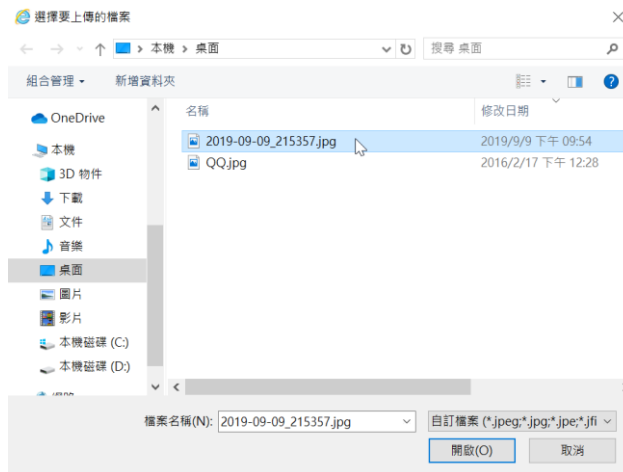 選擇要上傳的檔案
本機 › 桌面
搜尋 桌面
組合管理
新增資料夾
名稱
修改日期
OneDrive
本機
3D 物件
下載
文件
音樂
桌面
圖片
影片
本機磁碟 (C:)
本機磁碟 (D:)
2019-09-09_215357.jpg 2019/9/9 下午 09:54
QQ.jpg 2016/2/17 下午 12:28
檔案名稱(N): 2019-09-09_215357.jpg
自訂檔案 (*.jpeg;*.jpg;*.jpe;*.jfi
開啟(O)
取消